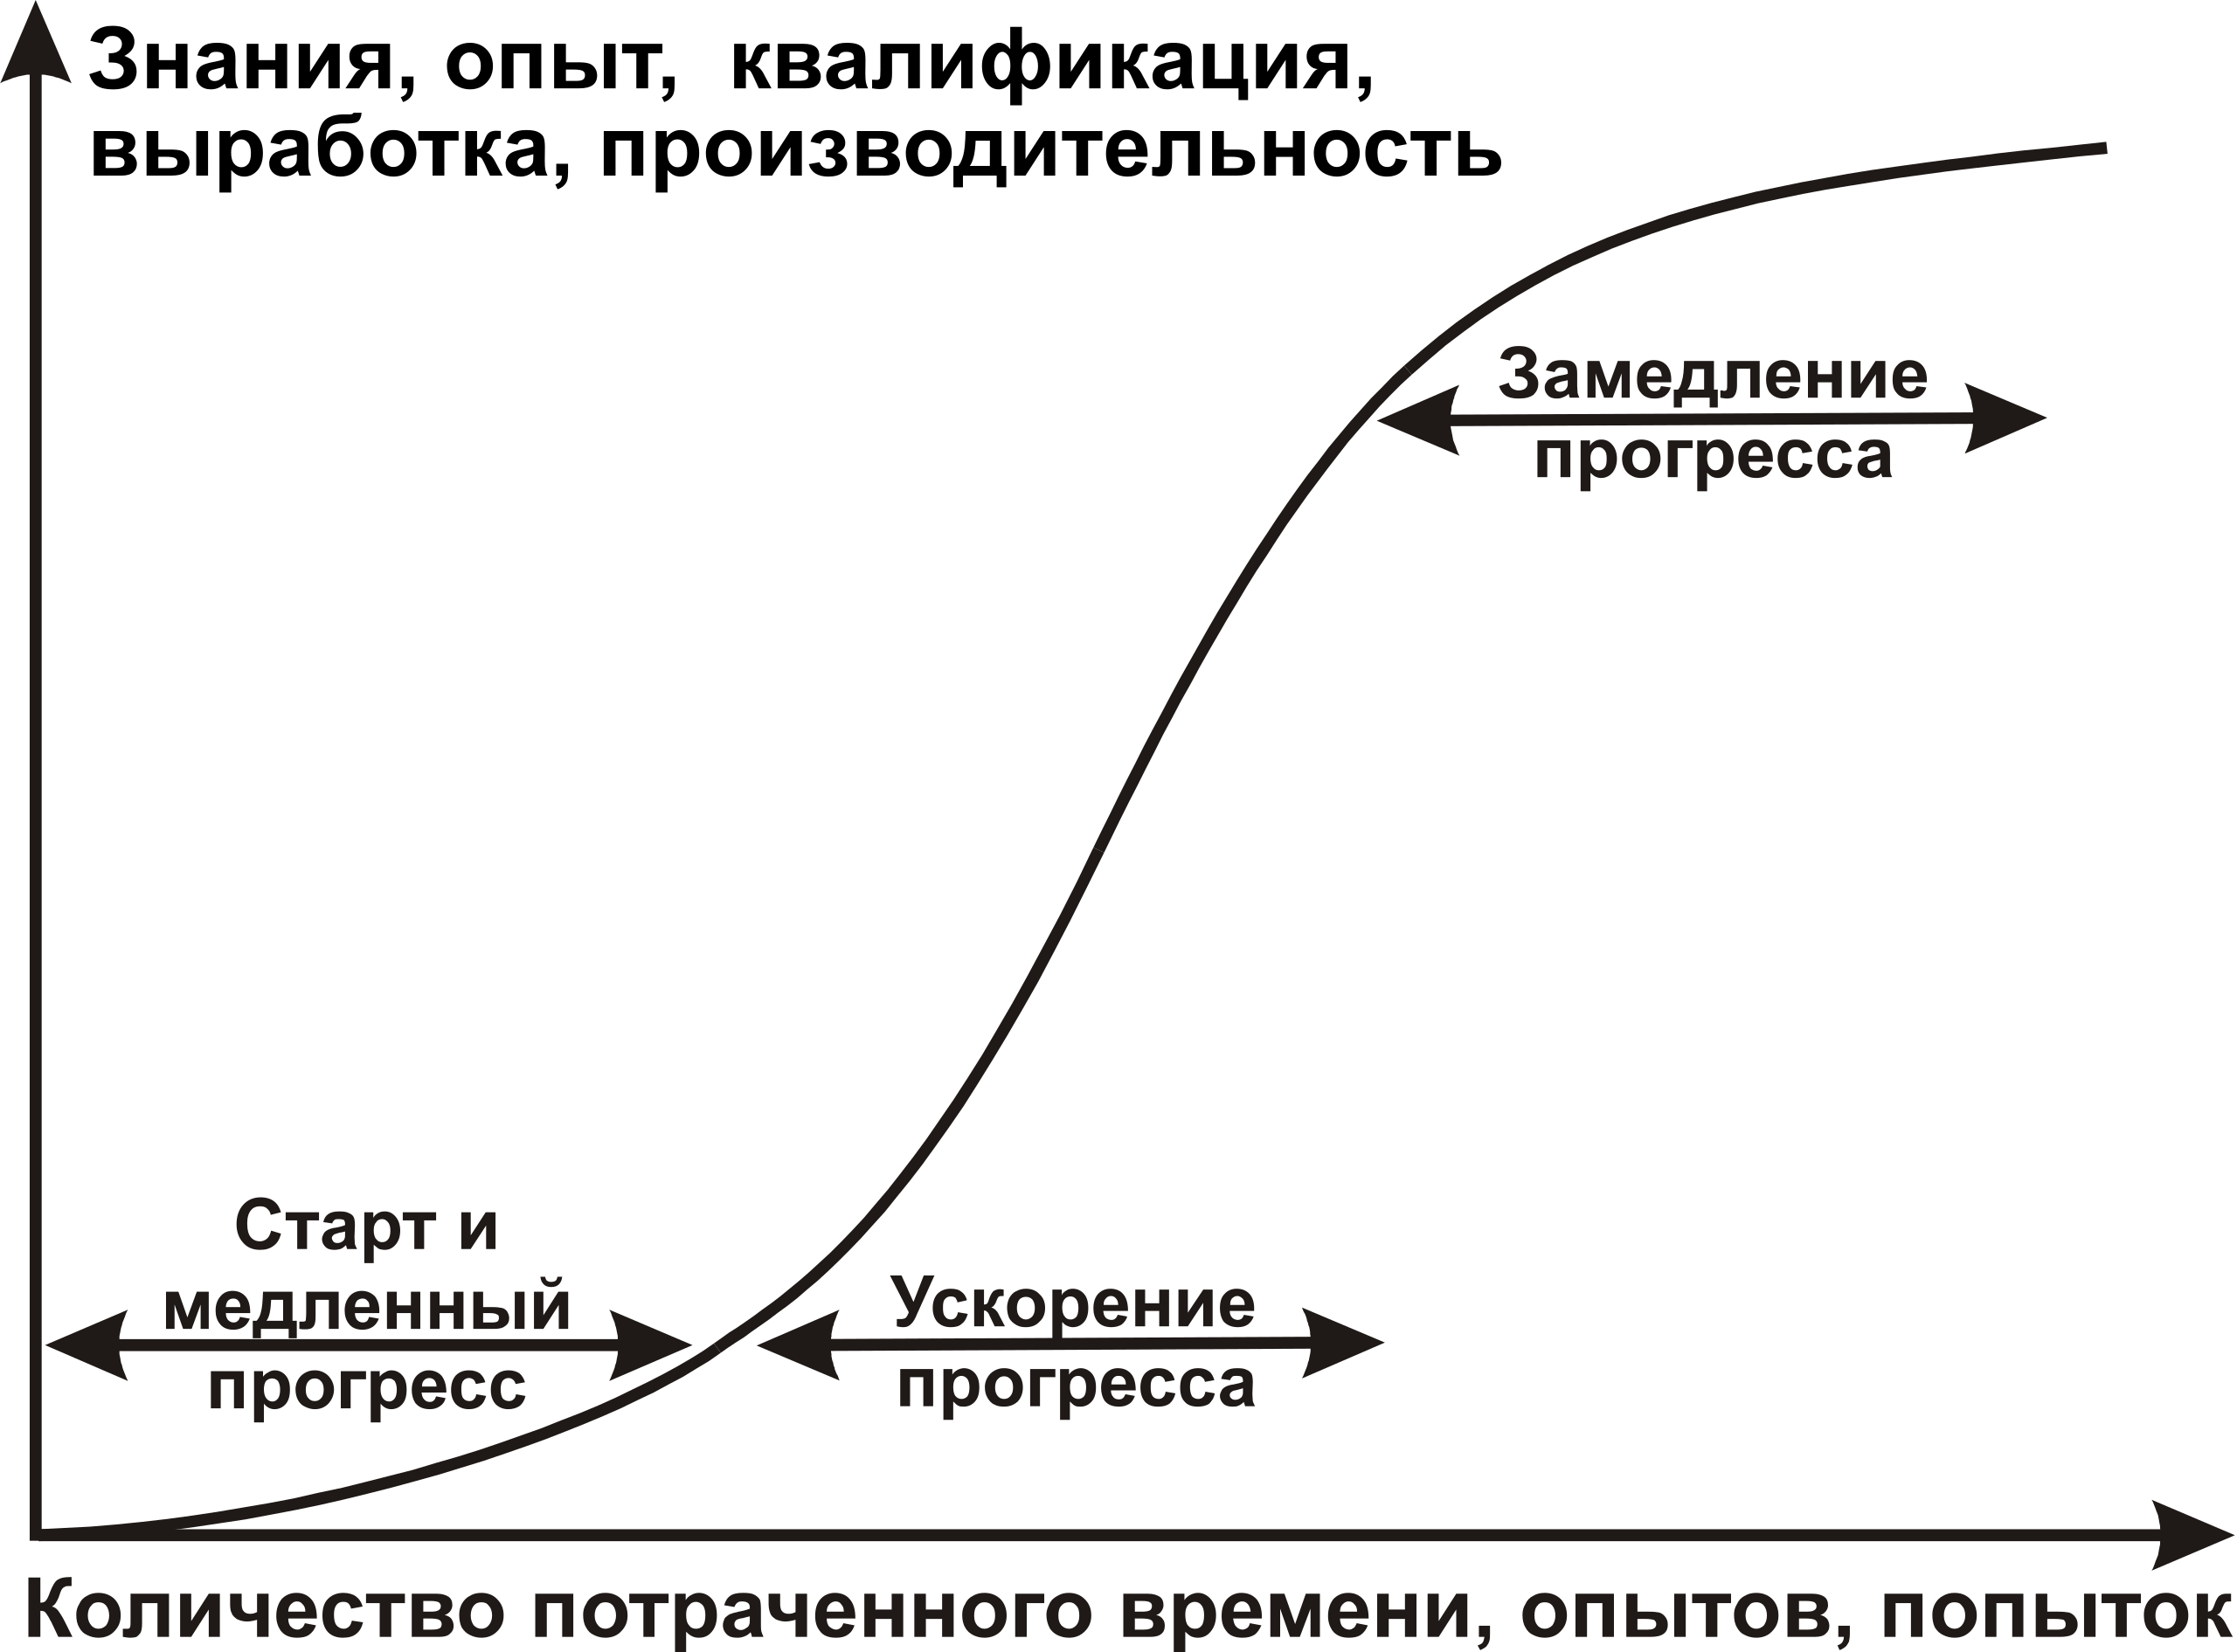 Знания, опыт, квалификация,
выработка, производительность
Замедление
прогресса
Старт и
медленный
прогресс
Ускорение
прогресса
Количество потраченного времени, опытов, попыток